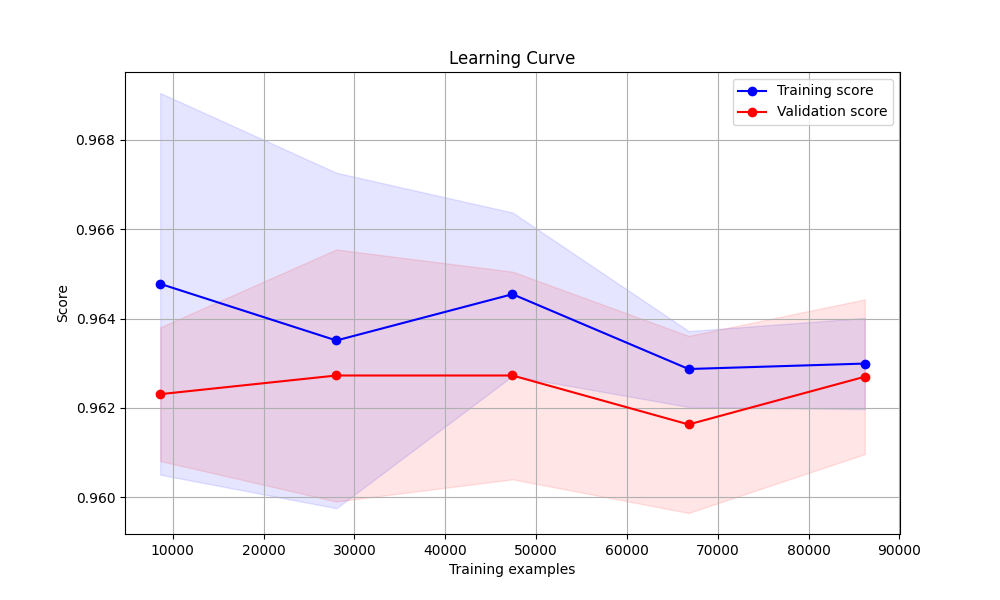 Learning Curve
Training score
Validation score
0.968
0.966
0.964
0.962
0.960
Score
10000 20000 30000 40000 50000 60000 70000 80000 90000
Training examples